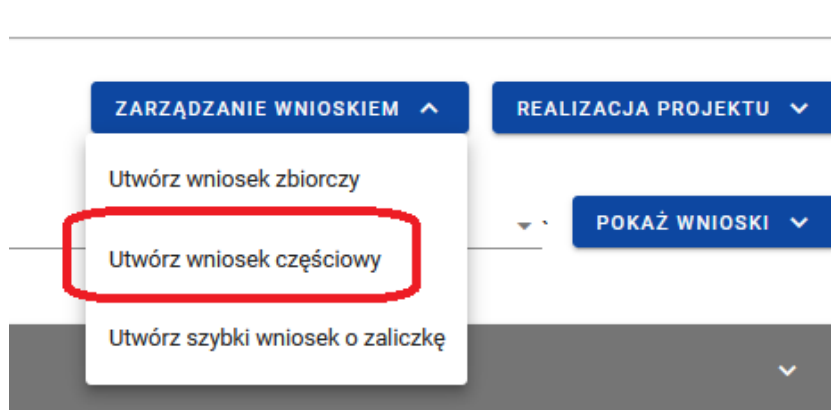 ZARZĄDZANIE WNIOSKIEM
REALIZACJA PROJEKTU
Utwórz wniosek zbiorczy
POKAŻ WNIOSKI
Utwórz wniosek częściowy
Utwórz szybki wniosek o zaliczkę